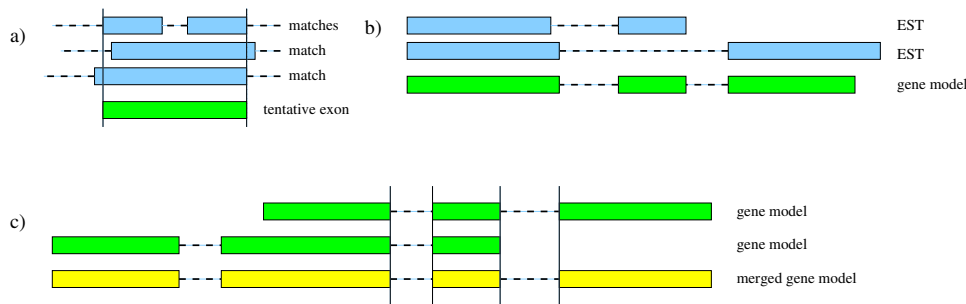 a)
matches
match
match
tentative exon
b)
EST
EST
gene model
c)
gene model
gene model
merged gene model